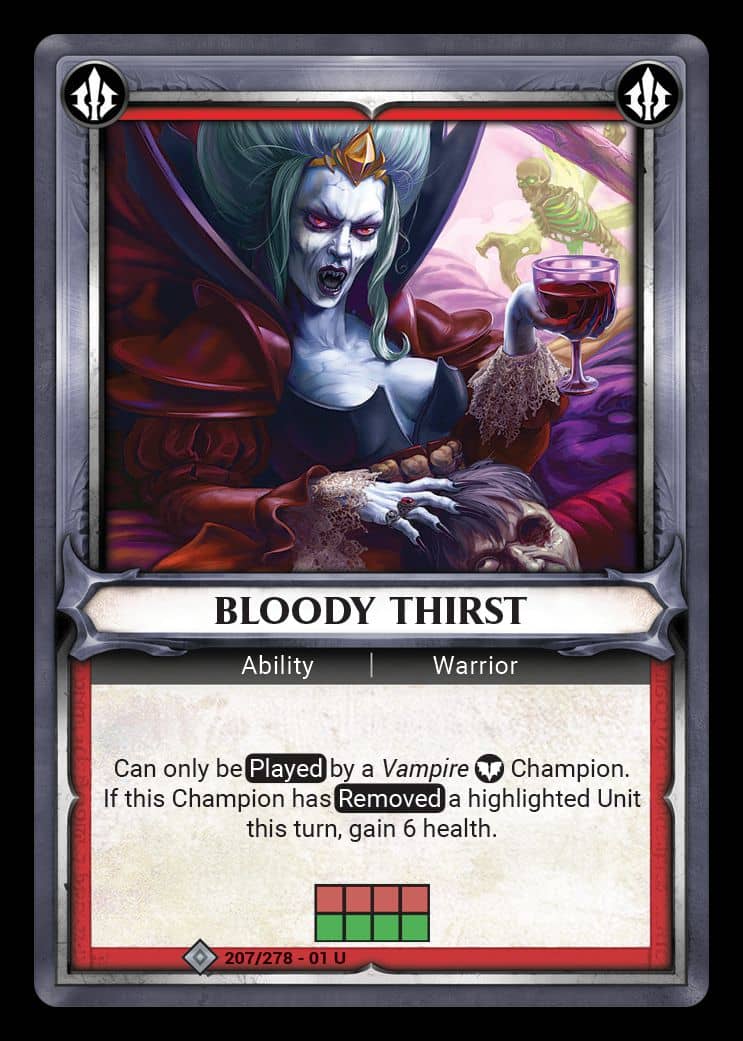 BLOODY THIRST
Ability | Warrior
Can only be Played by a Vampire Champion.
If this Champion has Removed a highlighted Unit
this turn, gain 6 health.
207/278 - 01 U